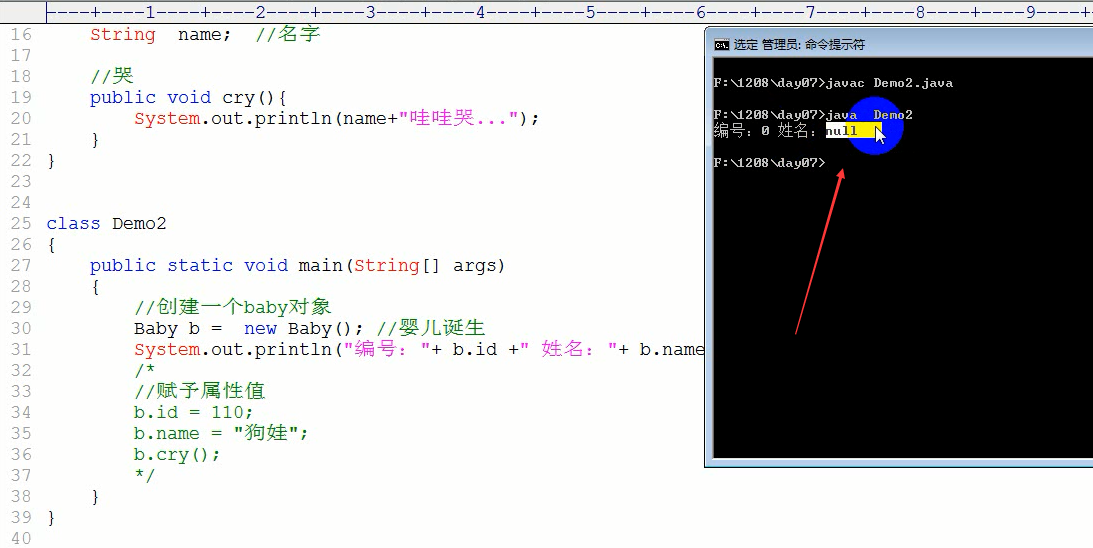 ----+----1----+----2----+----3----+----4----+----5----+----6----+----7----+----8----+----9----+
16 String name; //名字
17
18 //哭
19 public void cry(){
20 System.out.println(name+"哇哇哭...");
21 }
22 }
23
24
25 class Demo2
26 {
27 public static void main(String[] args)
28 {
29 //创建一个baby对象
30 Baby b = new Baby(); //婴儿诞生
31 System.out.println("编号："+ b.id +" 姓名："+ b.name
32 /*
33 //赋予属性值
34 b.id = 110;
35 b.name = "狗娃";
36 b.cry();
37 */
38 }
39 }
40
选定 管理员: 命令提示符
F:\1208\day07>javac Demo2.java
F:\1208\day07>java Demo2
编号：0 姓名：null
F:\1208\day07>